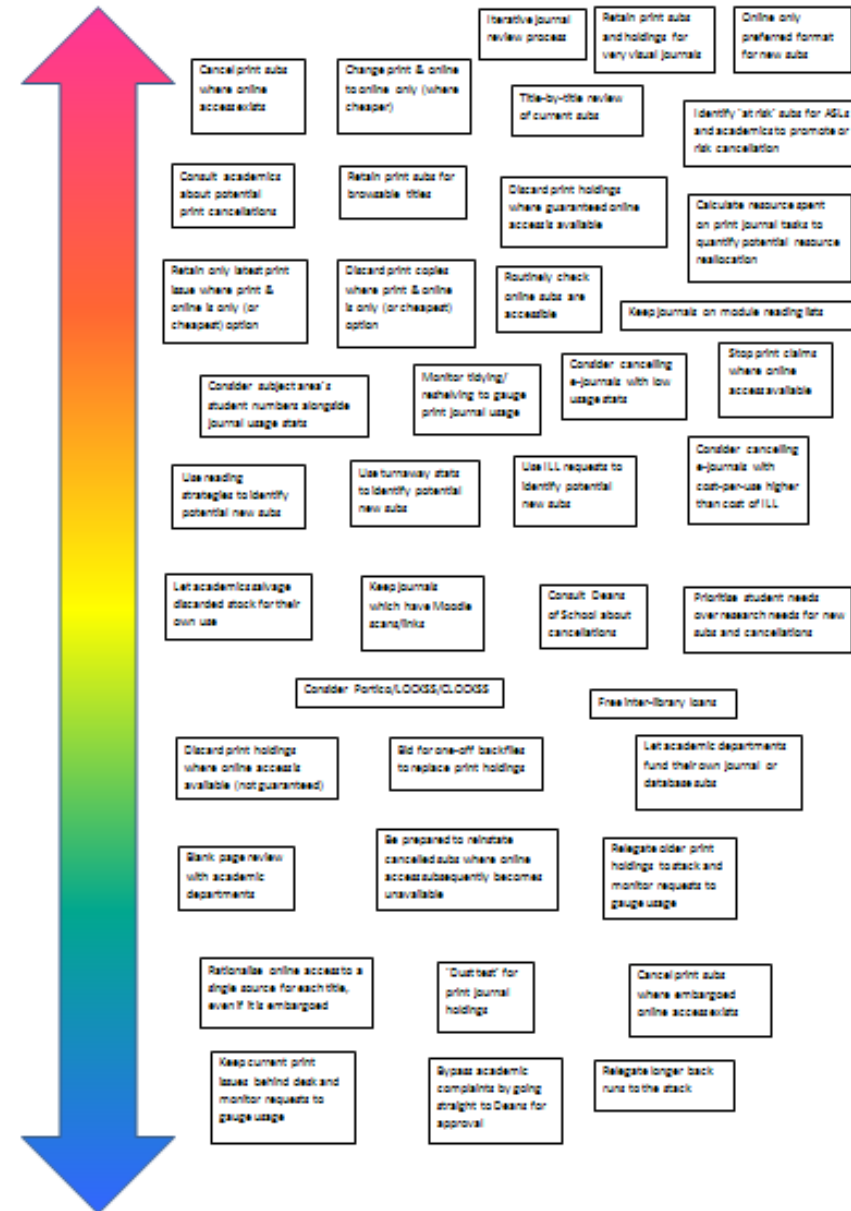 Iterative journal
review process
Retain print subs
and holdings for
very visual journals
Online only
preferred format
for new subs
Cancel print subs
where online
access exists
Change print & online
to online only (where
cheaper)
Title-by-title review
of current subs
Identify "at risk" subs for ASLs
and academics to promote or
risk cancellation
Consult academics
about potential
print cancellations
Retain print subs for
browsable titles
Discard print holdings
where guaranteed online
access is available
Calculate resource spent
on print journal tasks to
quantify potential resource
reallocation
Retain only latest print
issue where print &
online is only (or
cheapest) option
Discard print copies
where print & online
is only (or cheapest)
option
Routinely check
online subs are
accessible
Keep journals on module reading lists
Consider subject area's
student numbers alongside
journal usage stats
Monitor tidying/
reshelving to gauge
print journal usage
Consider cancelling
e-journals with low
usage stats
Stop print claims
where online
access available
Use reading
strategies to identify
potential new subs
Use turnaway stats
to identify potential
new subs
Use ILL requests to
identify potential
new subs
Consider cancelling
e-journals with
cost-per-use higher
than cost of ILL
Let academics salvage
discarded stock for their
own use
Keep journals
which have Moodle
scans/links
Consult Deans
of School about
cancellations
Prioritise student needs
over research needs for new
subs and cancellations
Consider Portico/LOCKSS/CLOCKSS
Free inter-library loans
Discard print holdings
where online access is
available (not guaranteed)
Bid for one-off backfiles
to replace print holdings
Let academic departments
fund their own journal or
database subs
Blank page review
with academic
departments
Be prepared to reinstate
cancelled subs where online
access subsequently becomes
unavailable
Relegate older print
holdings to stack and
monitor requests to
gauge usage
Rationalise online access to a
single source for each title,
even if it is embargoed
"Dust test" for
print journal
holdings
Cancel print subs
where embargoed
online access exists
Keep current print
issues behind desk and
monitor requests to
gauge usage
Bypass academic
complaints by going
straight to Deans for
approval
Relegate longer back
runs to the stack